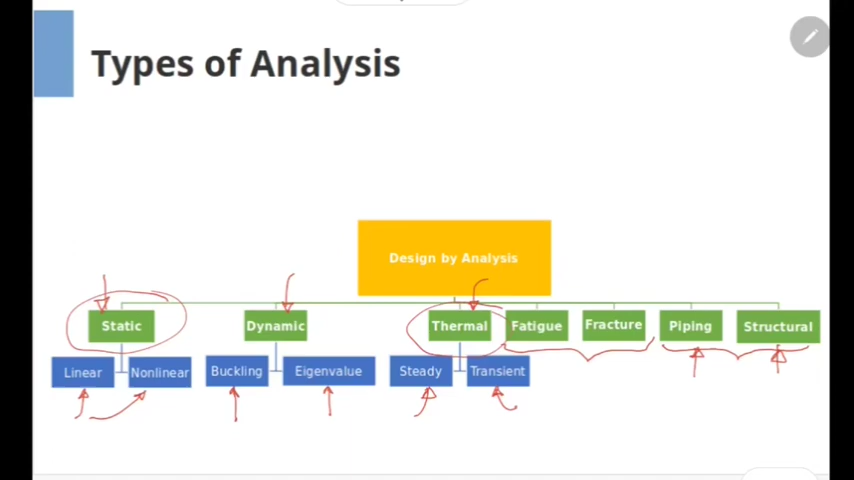 Types of Analysis
Design by Analysis
Static
Dynamic
Thermal
Fatigue
Fracture
Piping
Structural
Linear
Nonlinear
Buckling
Eigenvalue
Steady
Transient